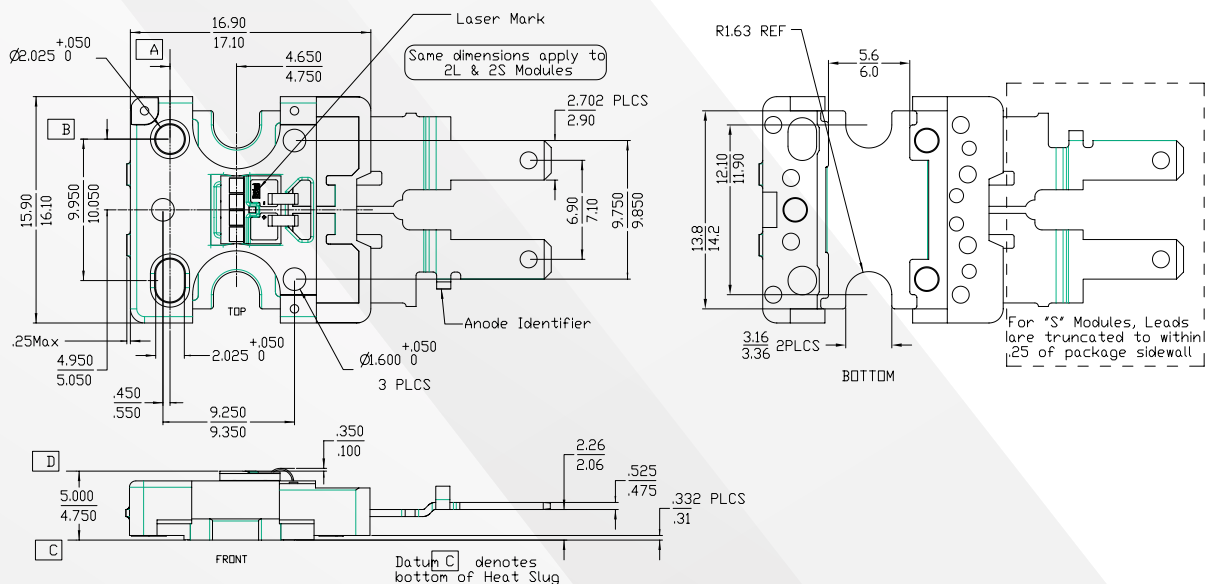 16.90
17.10
Laser Mark
A
Ø2.025 +.050 0
4.650
4.750
Same dimensions apply to
2L & 2S Modules
2.702 PLCS
2.90
B
15.90
16.10
9.950
10.050
6.90
7.10
9.750
9.850
TOP
.25Max
2.025 +.050 0
4.950
5.050
Ø1.600 +.050 0
3 PLCS
Anode Identifier
.450
.550
9.250
9.350
R1.63 REF
5.6
6.0
12.10
11.90
13.8
14.2
3.16
3.36 2PLCS
BOTTOM
For "S" Modules, Leads
are truncated to within
.25 of package sidewall
D
.350
.100
5.000
4.750
2.26
2.06
.525
.475
.332 PLCS
.31
C
FRONT
Datum C denotes
bottom of Heat Slug